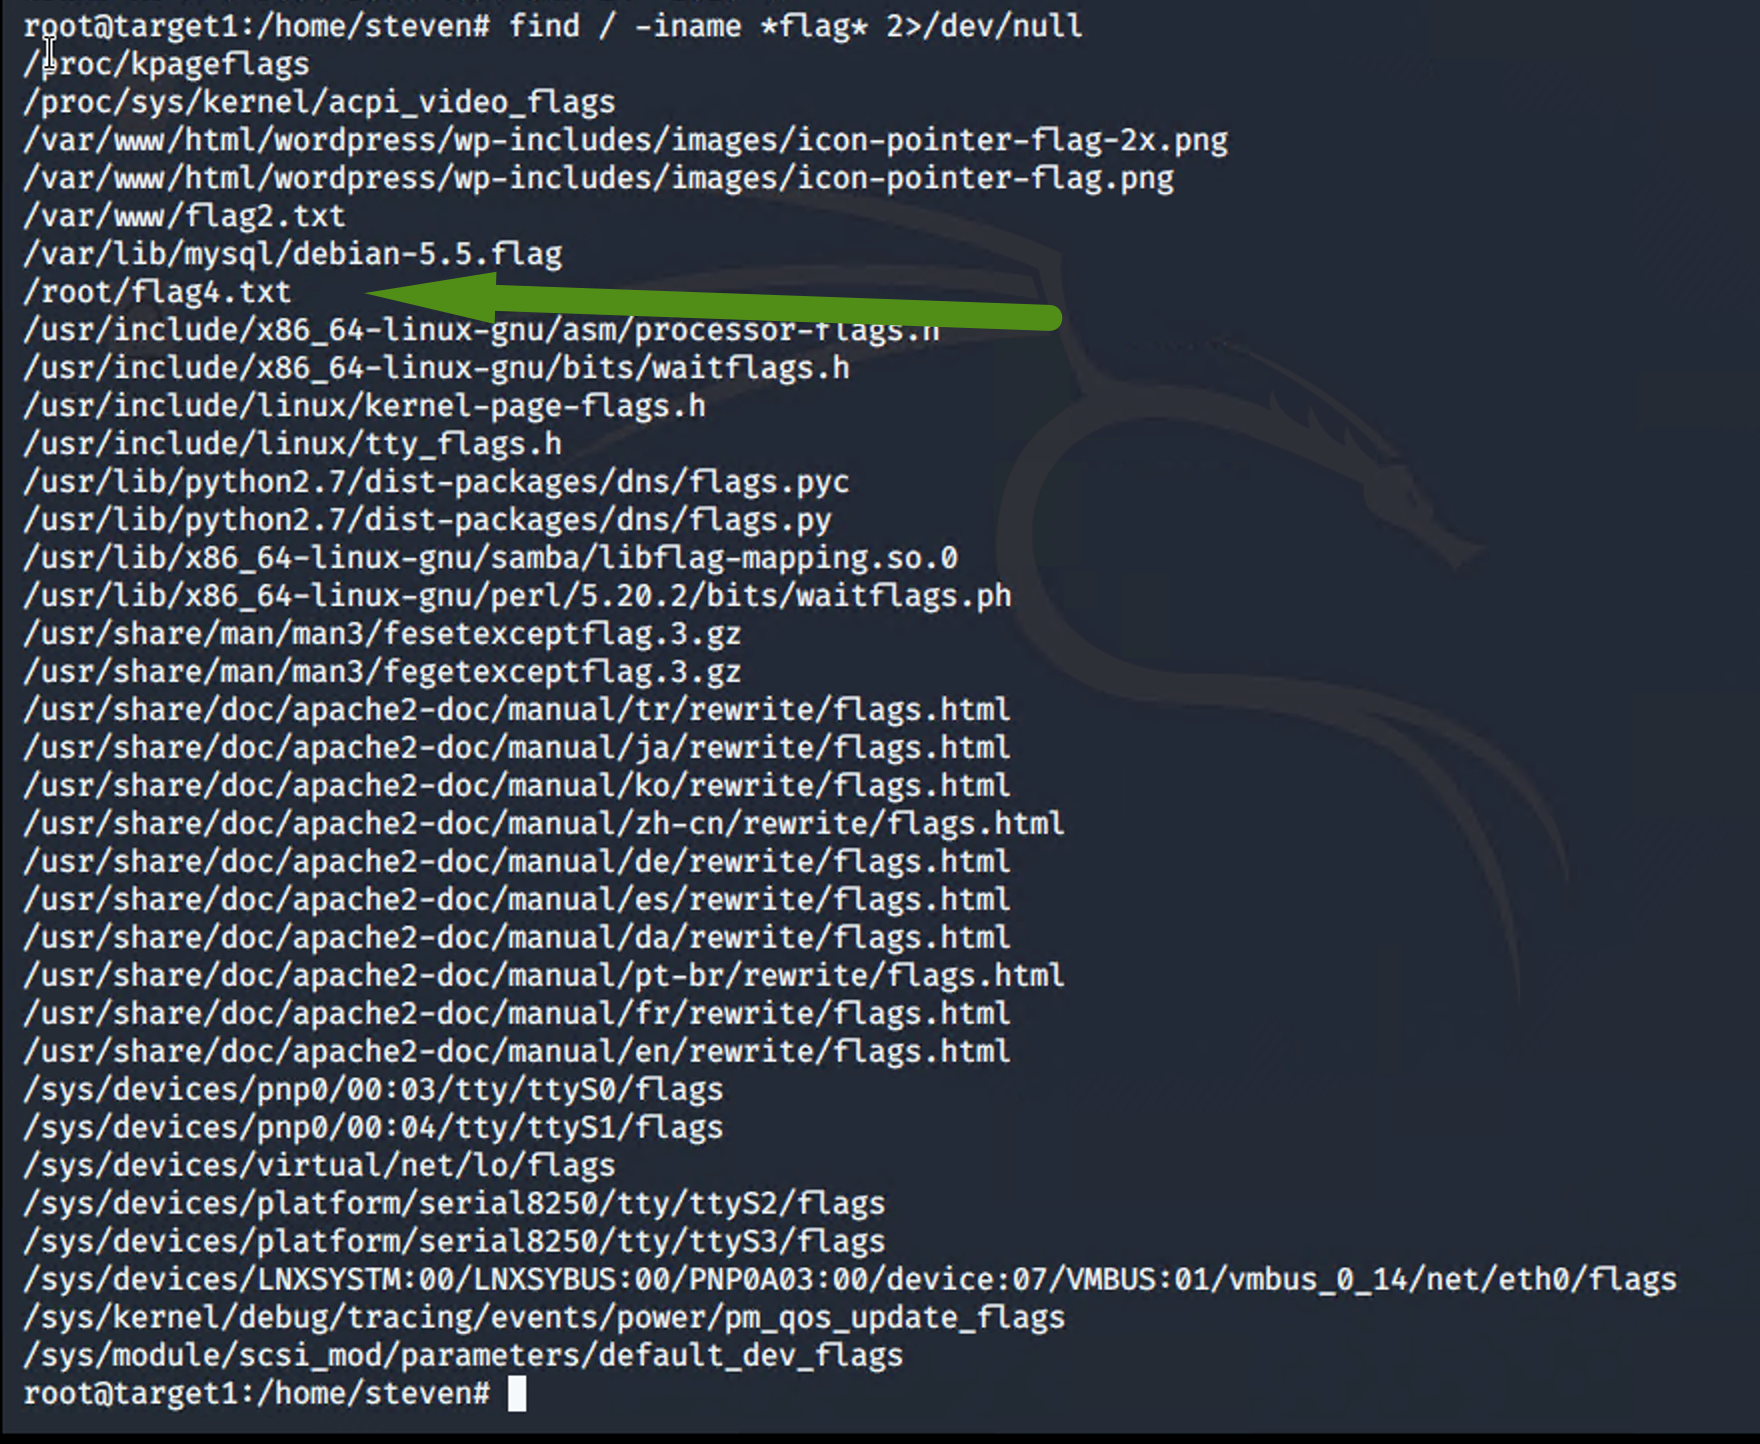 root@target1:/home/steven# find / -iname *flag* 2>/dev/null
/proc/kpageflags
/proc/sys/kernel/acpi_video_flags
/var/www/html/wordpress/wp-includes/images/icon-pointer-flag-2x.png
/var/www/html/wordpress/wp-includes/images/icon-pointer-flag.png
/var/www/flag2.txt
/var/lib/mysql/debian-5.5.flag
/root/flag4.txt
/usr/include/x86_64-linux-gnu/asm/processor-flags.h
/usr/include/x86_64-linux-gnu/bits/waitflags.h
/usr/include/linux/kernel-page-flags.h
/usr/include/linux/tty_flags.h
/usr/lib/python2.7/dist-packages/dns/flags.pyc
/usr/lib/python2.7/dist-packages/dns/flags.py
/usr/lib/x86_64-linux-gnu/samba/libflag-mapping.so.0
/usr/lib/x86_64-linux-gnu/perl/5.20.2/bits/waitflags.ph
/usr/share/man/man3/fesetexceptflag.3.gz
/usr/share/man/man3/fegetexceptflag.3.gz
/usr/share/doc/apache2-doc/manual/tr/rewrite/flags.html
/usr/share/doc/apache2-doc/manual/ja/rewrite/flags.html
/usr/share/doc/apache2-doc/manual/ko/rewrite/flags.html
/usr/share/doc/apache2-doc/manual/zh-cn/rewrite/flags.html
/usr/share/doc/apache2-doc/manual/de/rewrite/flags.html
/usr/share/doc/apache2-doc/manual/es/rewrite/flags.html
/usr/share/doc/apache2-doc/manual/da/rewrite/flags.html
/usr/share/doc/apache2-doc/manual/pt-br/rewrite/flags.html
/usr/share/doc/apache2-doc/manual/fr/rewrite/flags.html
/usr/share/doc/apache2-doc/manual/en/rewrite/flags.html
/sys/devices/pnp0/00:03/tty/ttyS0/flags
/sys/devices/pnp0/00:04/tty/ttyS1/flags
/sys/devices/virtual/net/lo/flags
/sys/devices/platform/serial8250/tty/ttyS2/flags
/sys/devices/platform/serial8250/tty/ttyS3/flags
/sys/devices/LNXSYSTM:00/LNXSYBUS:00/PNP0A03:00/device:07/VMBUS:01/vmbus_0_14/net/eth0/flags
/sys/kernel/debug/tracing/events/power/pm_qos_update_flags
/sys/module/scsi_mod/parameters/default_dev_flags
root@target1:/home/steven#